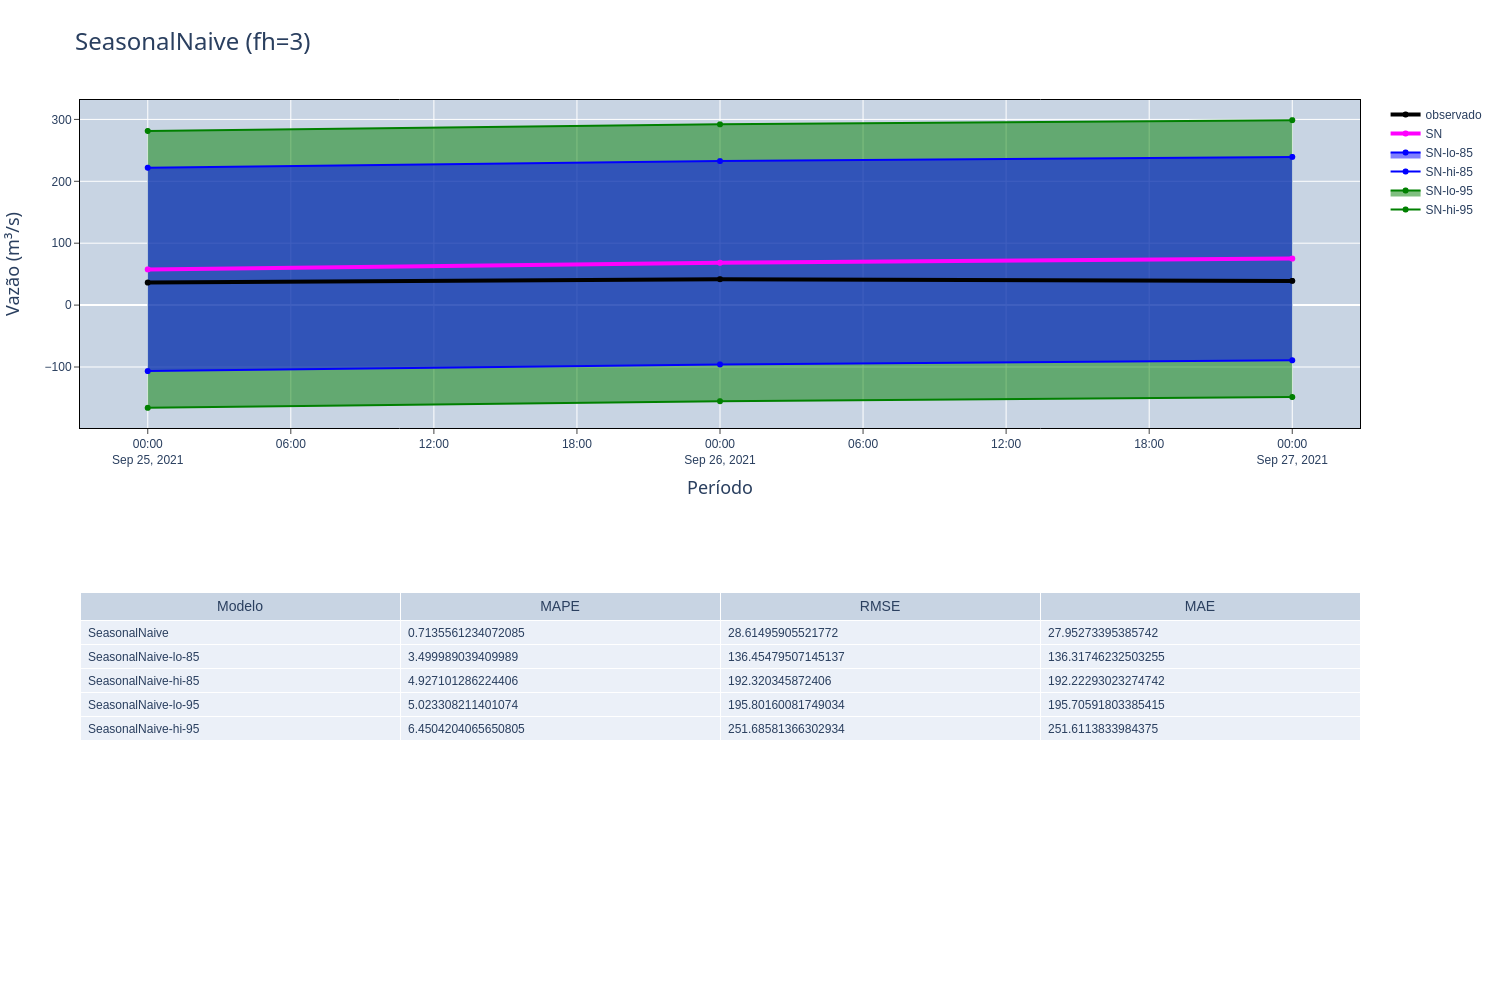 SeasonalNaive (fh=3)
300
200
100
0
−100
Vazão (m³/s)
00:00 06:00 12:00 18:00 00:00 06:00 12:00 18:00 00:00
Sep 25, 2021 Sep 26, 2021 Sep 27, 2021
Período
observado
SN
SN-lo-85
SN-hi-85
SN-lo-95
SN-hi-95
Modelo MAPE RMSE MAE
SeasonalNaive 0.7135561234072085 28.61495905521772 27.95273395385742
SeasonalNaive-lo-85 3.499989039409989 136.45479507145137 136.31746232503255
SeasonalNaive-hi-85 4.927101286224406 192.320345872406 192.22293023274742
SeasonalNaive-lo-95 5.023308211401074 195.80160081749034 195.70591803385415
SeasonalNaive-hi-95 6.4504204065650805 251.68581366302934 251.6113833984375